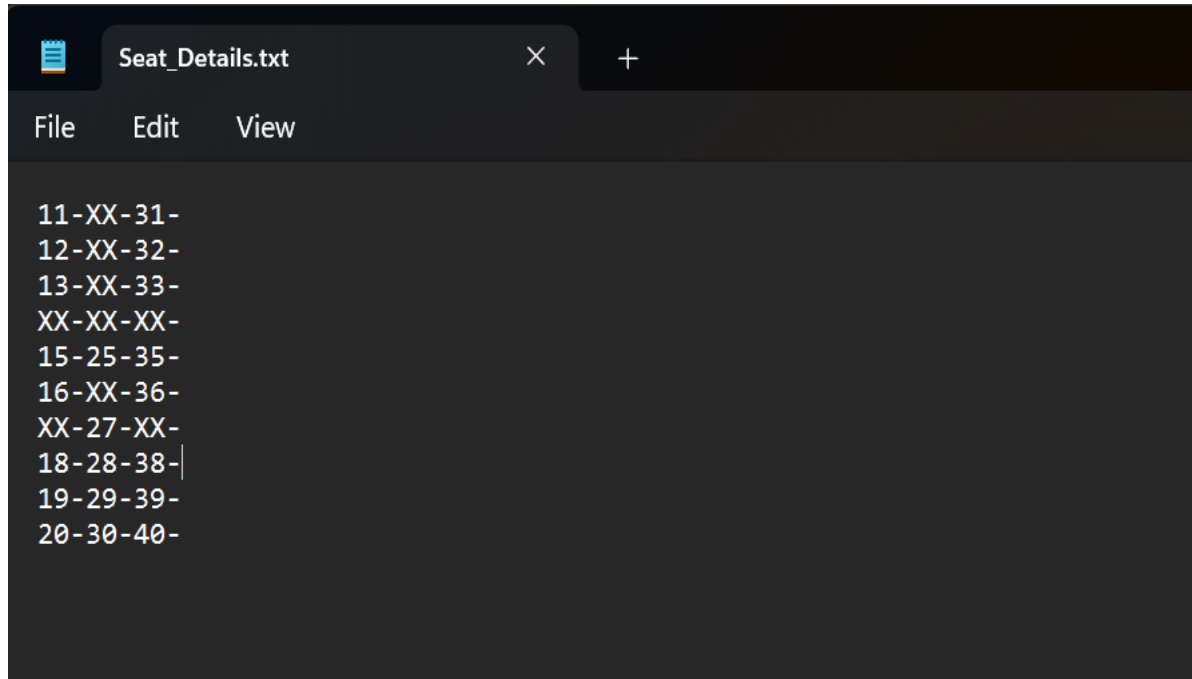 Seat_Details.txt
File Edit View
11-XX-31-
12-XX-32-
13-XX-33-
XX-XX-XX-
15-25-35-
16-XX-36-
XX-27-XX-
18-28-38-
19-29-39-
20-30-40-